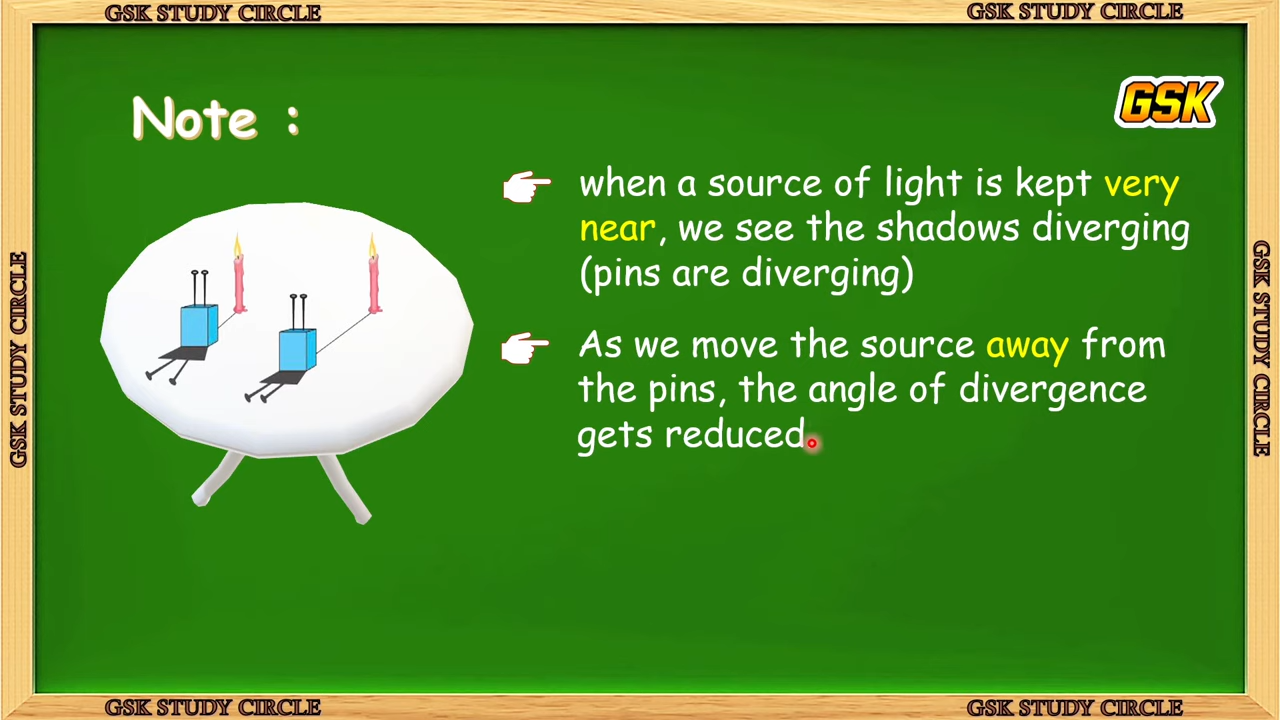 GSK STUDY CIRCLE
GSK STUDY CIRCLE
GSK
Note :
when a source of light is kept very
near, we see the shadows diverging
(pins are diverging)
As we move the source away from
the pins, the angle of divergence
gets reduced.
GSK STUDY CIRCLE
GSK STUDY CIRCLE
GSK STUDY CIRCLE
GSK STUDY CIRCLE